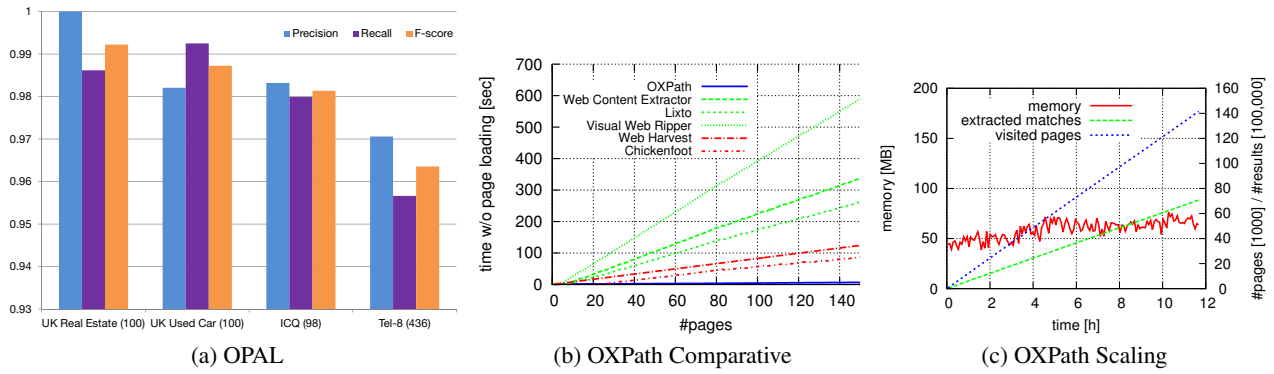 1
0.99
0.98
0.97
0.96
0.95
0.94
0.93
Precision Recall F-score
UK Real Estate (100) UK Used Car (100) ICQ (98) Tel-8 (436)
(a) OPAL
700
600
500
400
300
200
100
0
time w/o page loading [sec]
OXPath
Web Content Extractor
Lixto
Visual Web Ripper
Web Harvest
Chickenfoot
0 20 40 60 80 100 120 140
#pages
(b) OXPath Comparative
200
150
100
50
0
memory [MB]
memory
extracted matches
visited pages
160
140
120
100
80
60
40
20
0
#pages [1000] / #results [100,000]
0 2 4 6 8 10 12
time [h]
(c) OXPath Scaling